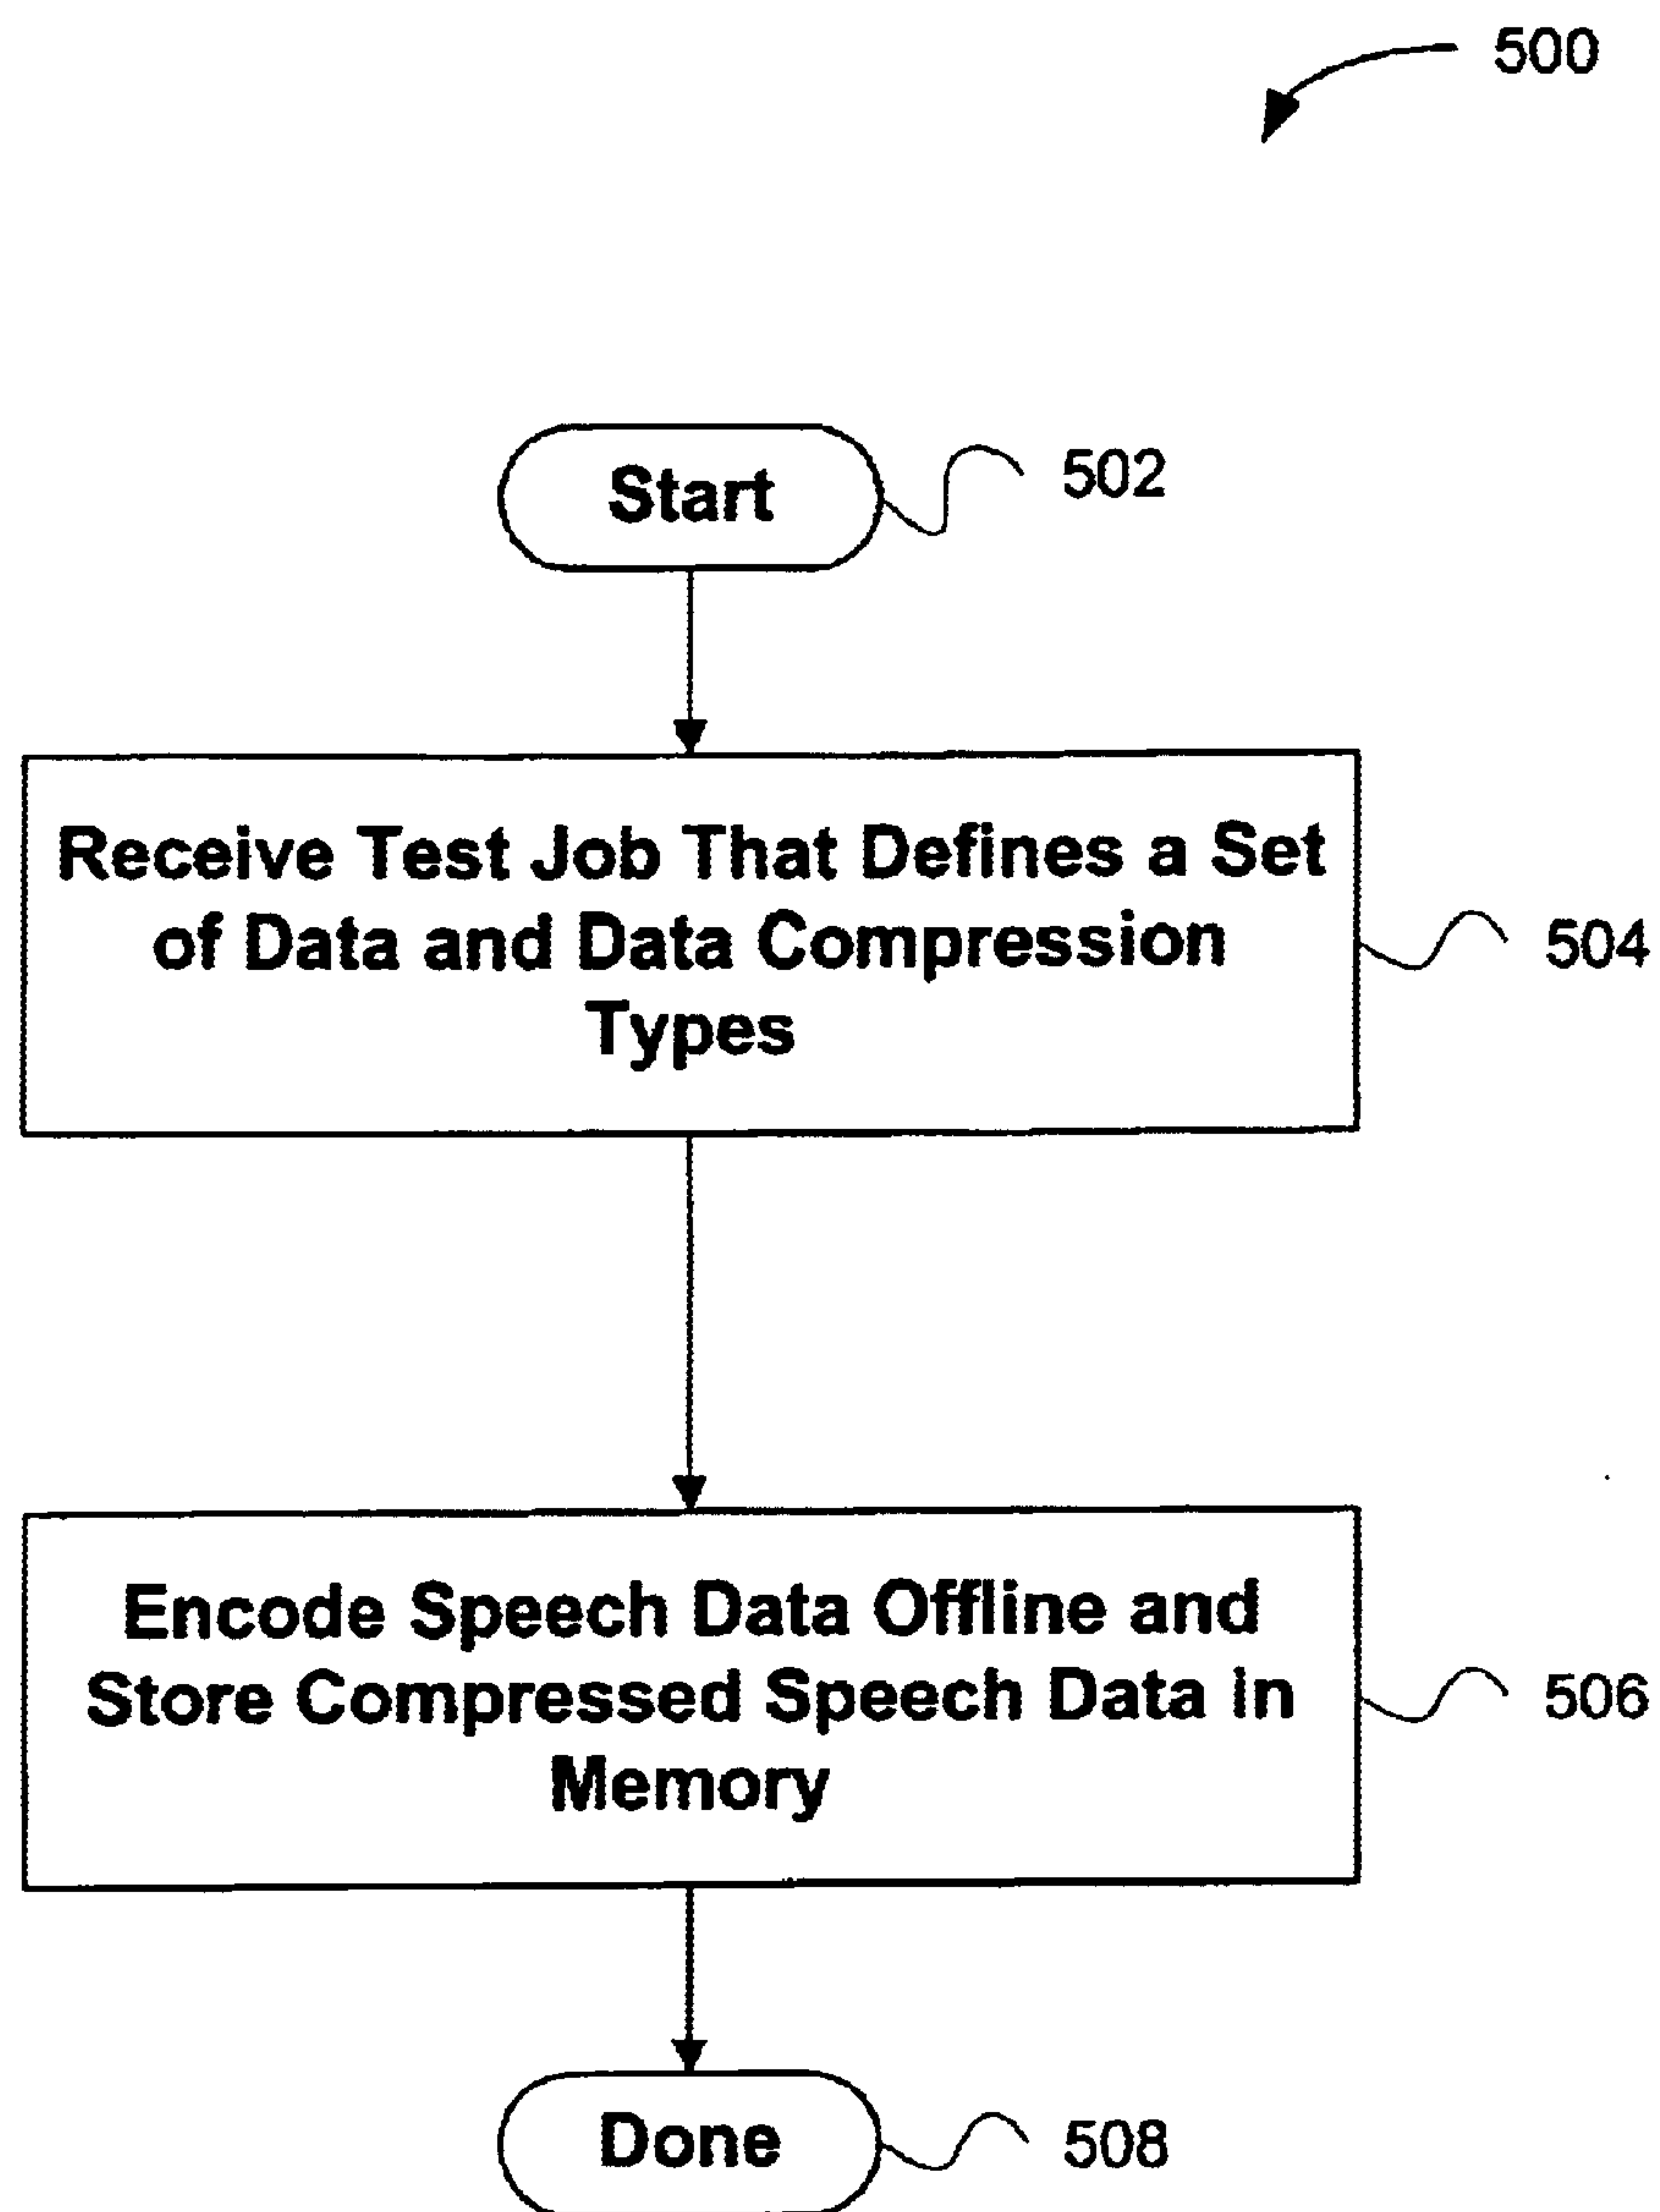 500
Start
502
Receive Test Job That Defines a Set
of Data and Data Compression
Types
504
Encode Speech Data Offline and
Store Compressed Speech Data in
Memory
506
Done
508